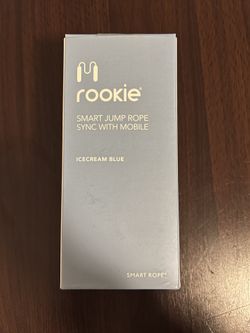 rookie®
SMART JUMP ROPE
SYNC WITH MOBILE
ICECREAM BLUE
SMART ROPE®